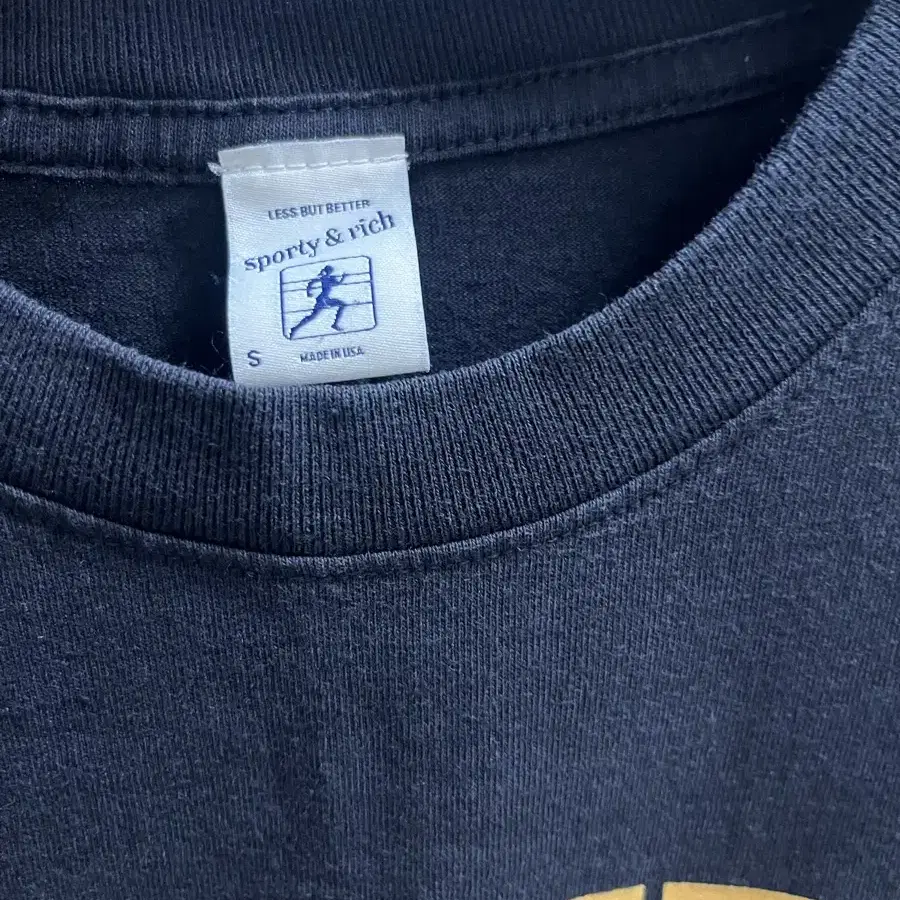 LESS BUT BETTER
sporty & rich
S
MADE IN USA